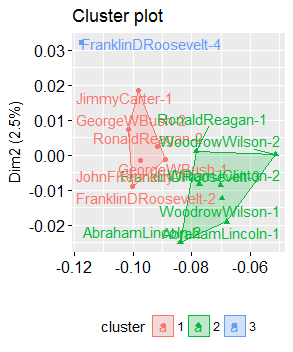 Cluster plot
FranklinDRoosevelt-4
JimmyCarter-1
RonaldReagan-1
GeorgeWBush-2
RonaldReagan-2
WoodrowWilson-2
GeorgeWBush-1
FranklinDRoosevelt-2
WoodrowWilson-1
AbrahamLincoln-2
AbrahamLincoln-1
Dim2 (2.5%)
0.03
0.02
0.01
0.00
-0.01
-0.02
-0.12
-0.10
-0.08
-0.06
cluster
a 1
a 2
a 3